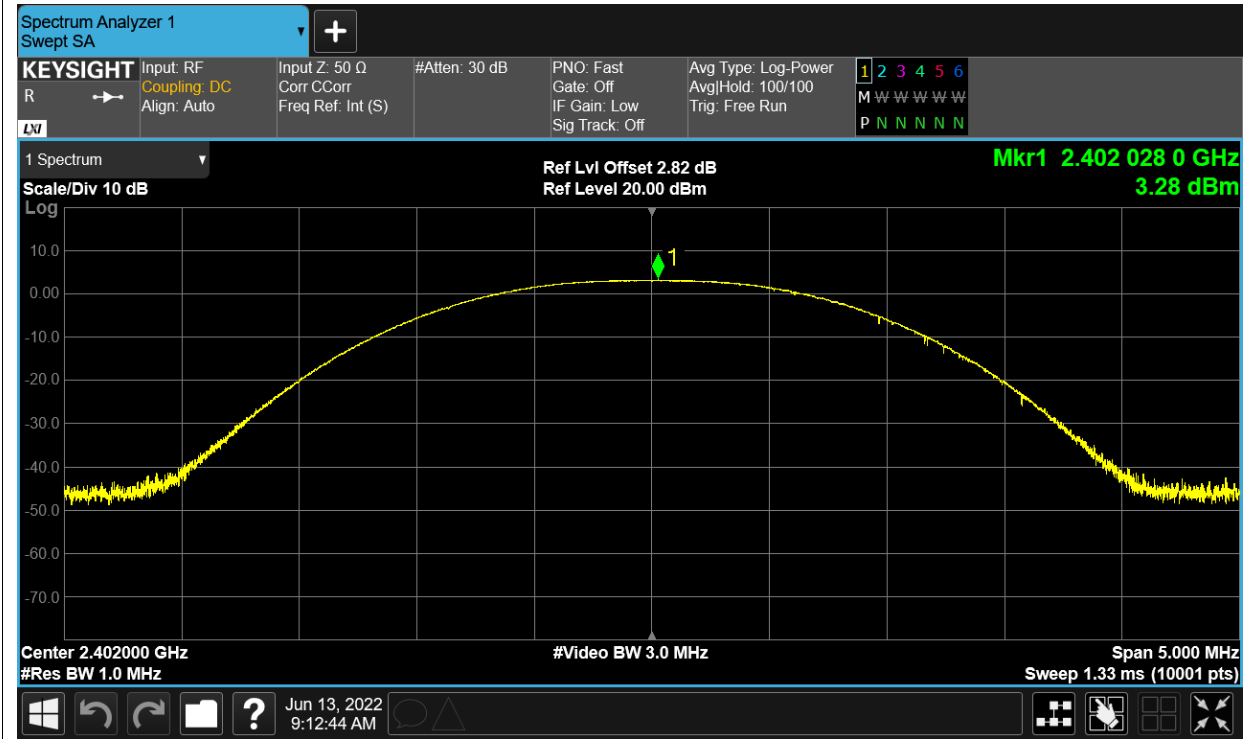 Spectrum Analyzer 1
Swept SA
KEYSIGHT
R
LXI
Input: RF
Coupling: DC
Align: Auto
Input Z: 50 Ω
Corr CCorr
Freq Ref: Int (S)
#Atten: 30 dB
PNO: Fast
Gate: Off
IF Gain: Low
Sig Track: Off
Avg Type: Log-Power
Avg|Hold: 100/100
Trig: Free Run
1 2 3 4 5 6
M W W W W W
P N N N N N
1 Spectrum
Scale/Div 10 dB
Log
Ref Lvl Offset 2.82 dB
Ref Level 20.00 dBm
Mkr1 2.402 028 0 GHz
3.28 dBm
1
10.0
0.00
-10.0
-20.0
-30.0
-40.0
-50.0
-60.0
-70.0
Center 2.402000 GHz
#Video BW 3.0 MHz
Span 5.000 MHz
#Res BW 1.0 MHz
Sweep 1.33 ms (10001 pts)
?
Jun 13, 2022
9:12:44 AM